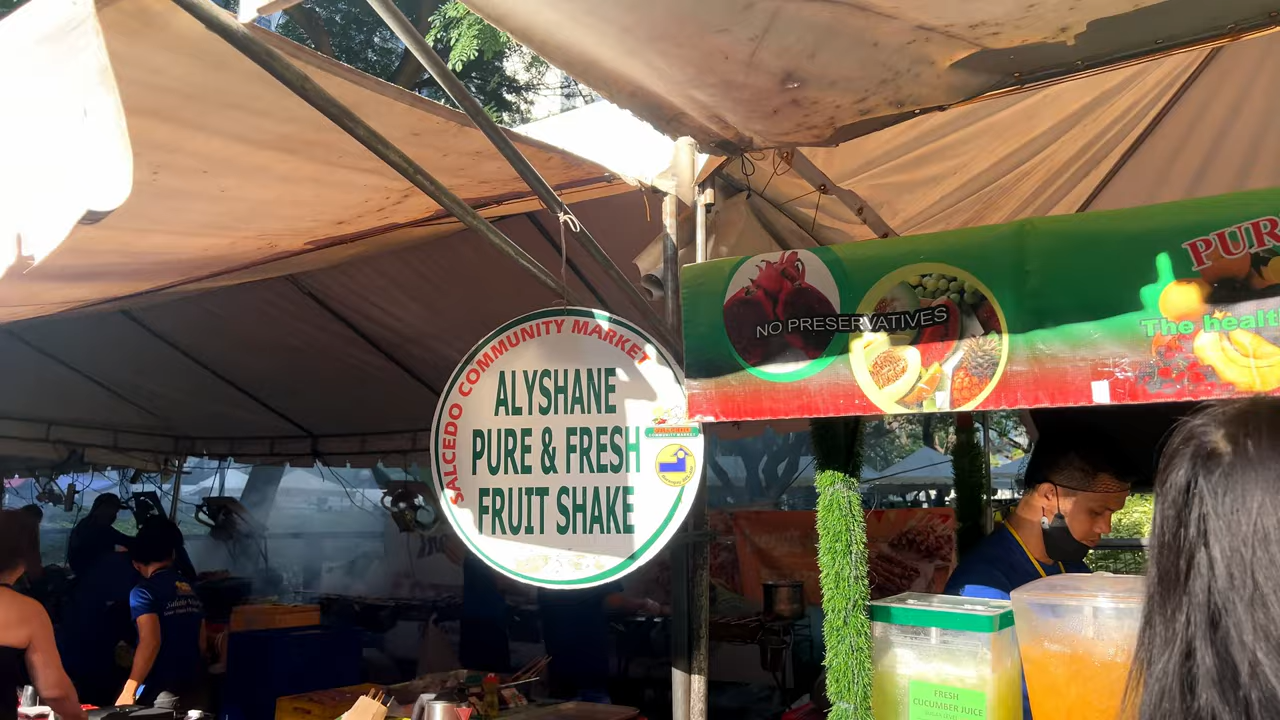 SALCEDO COMMUNITY MARKET
ALYSHANE
PURE & FRESH
FRUIT SHAKE
NO PRESERVATIVES
PUR
The healt
FRESH
CUCUMBER JUICE